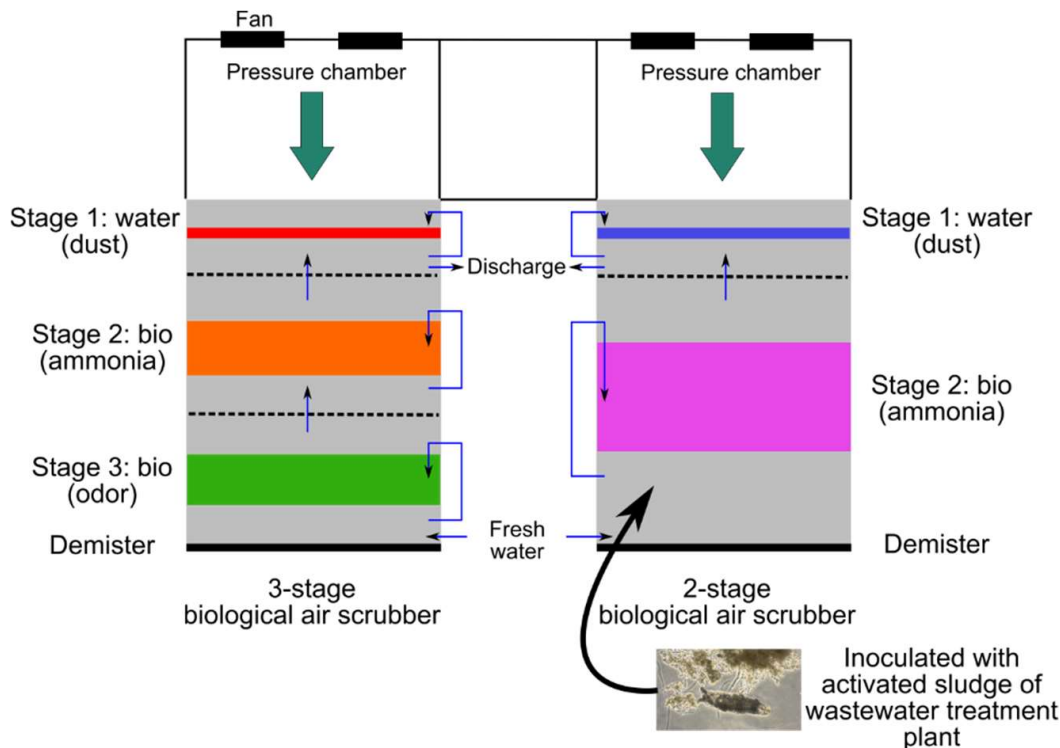 Fan
Pressure chamber
Pressure chamber
Stage 1: water
(dust)
Discharge
Stage 1: water
(dust)
Stage 2: bio
(ammonia)
Stage 2: bio
(ammonia)
Stage 3: bio
(odor)
Demister
Fresh
water
Demister
3-stage
biological air scrubber
2-stage
biological air scrubber
Inoculated with
activated sludge of
wastewater treatment
plant